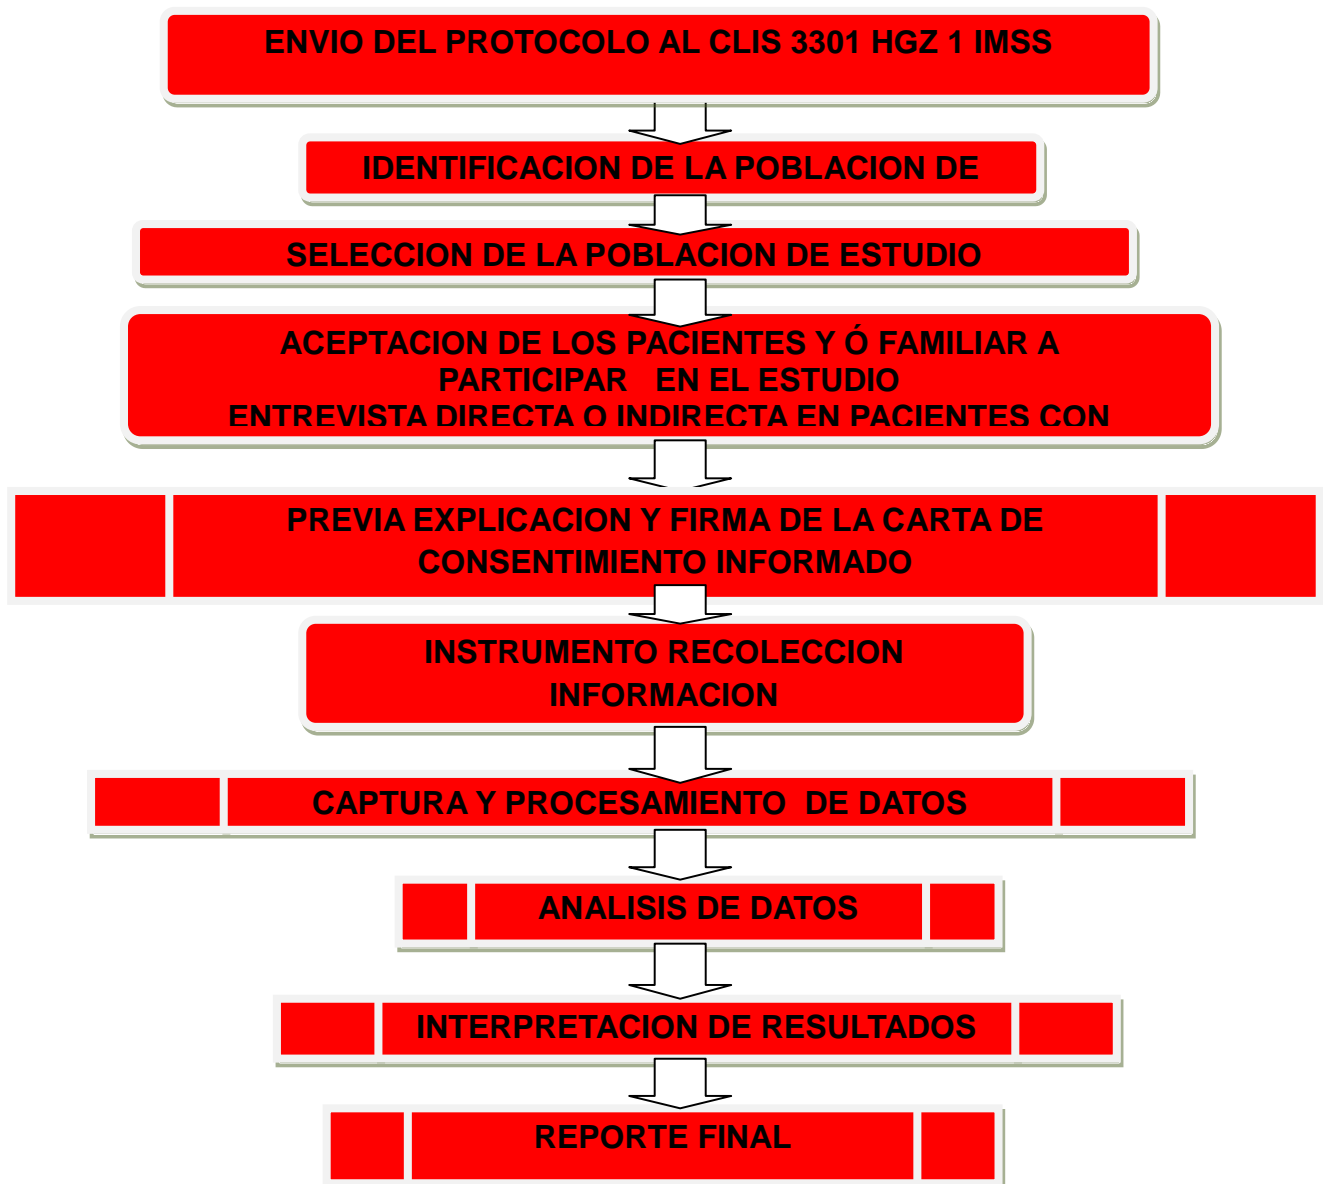 ENVIO DEL PROTOCOLO AL CLIS 3301 HGZ 1 IMSS
IDENTIFICACION DE LA POBLACION DE
SELECCION DE LA POBLACION DE ESTUDIO
ACEPTACION DE LOS PACIENTES Y Ó FAMILIAR A
PARTICIPAR EN EL ESTUDIO
ENTREVISTA DIRECTA O INDIRECTA EN PACIENTES CON
PREVIA EXPLICACION Y FIRMA DE LA CARTA DE
CONSENTIMIENTO INFORMADO
INSTRUMENTO RECOLECCION
INFORMACION
CAPTURA Y PROCESAMIENTO DE DATOS
ANALISIS DE DATOS
INTERPRETACION DE RESULTADOS
REPORTE FINAL